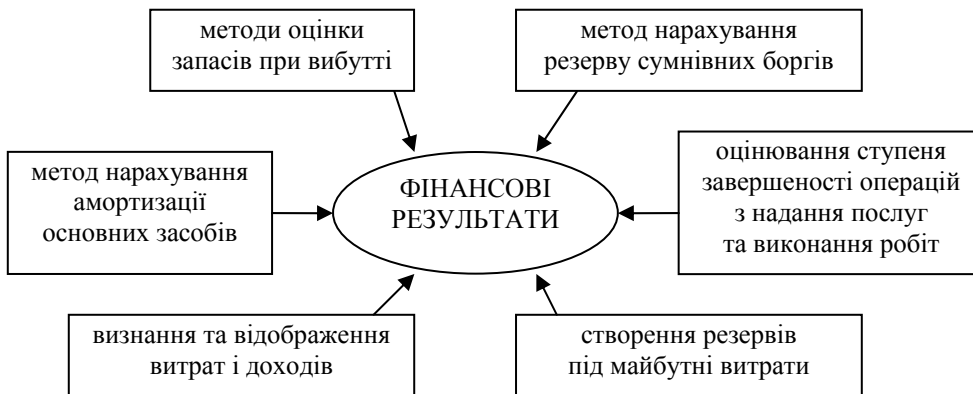 методи оцінки
запасів при вибутті
метод нарахування
резерву сумнівних боргів
метод нарахування
амортизації
основних засобів
ФІНАНСОВІ
РЕЗУЛЬТАТИ
оцінювання ступеня
завершеності операцій
з надання послуг
та виконання робіт
визнання та відображення
витрат і доходів
створення резервів
під майбутні витрати